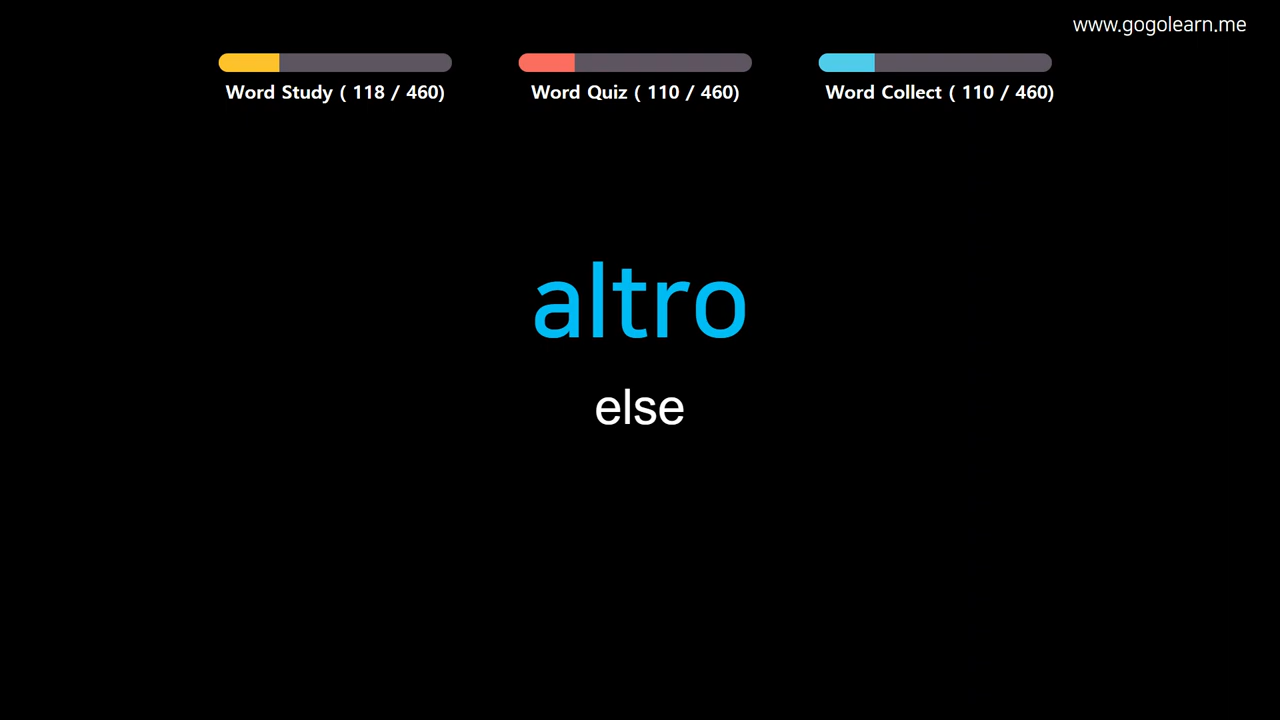 www.gogolearn.me
Word Study ( 118 / 460)
Word Quiz ( 110 / 460)
Word Collect ( 110 / 460)
altro
else